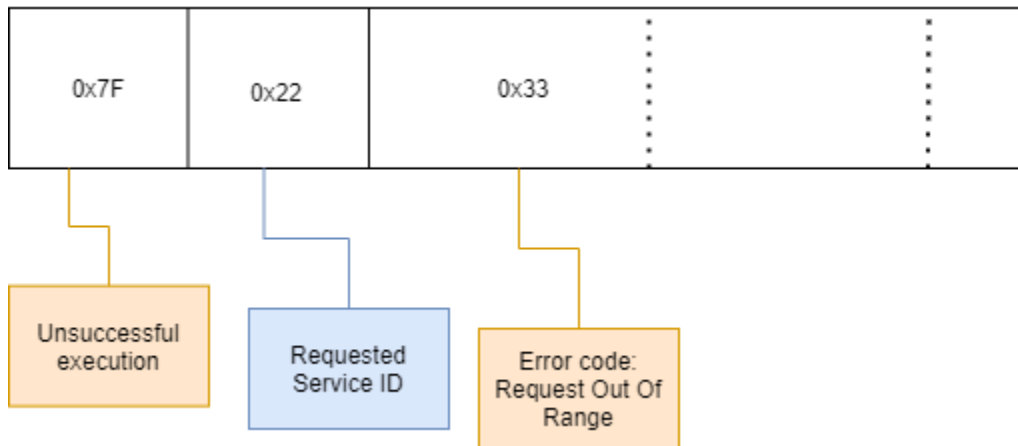 0x7F
0x22
0x33
Unsuccessful
execution
Requested
Service ID
Error code:
Request Out Of
Range